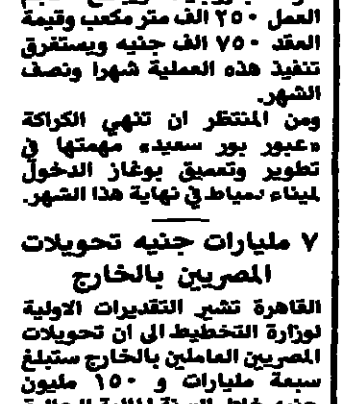 العمل ٢٥٠ الف متر مكعب وقيمة
العقد ٧٥٠ الف جنيه ويستغرق
تنفيذ هذه العملية شهرا ونصف
الشهر.
ومن المنتظر ان تنهي الكراكة
«عبور بور سعيد» مهمتها في
تطوير وتعميق بوغاز الدخول
لميناء دمياط في نهاية هذا الشهر.
٧ مليارات جنيه تحويلات
المصريين بالخارج
القاهرة تشير التقديرات الاولية
لوزارة التخطيط الى ان تحويلات
المصريين العاملين بالخارج ستبلغ
سبعة مليارات و ١٥٠ مليون